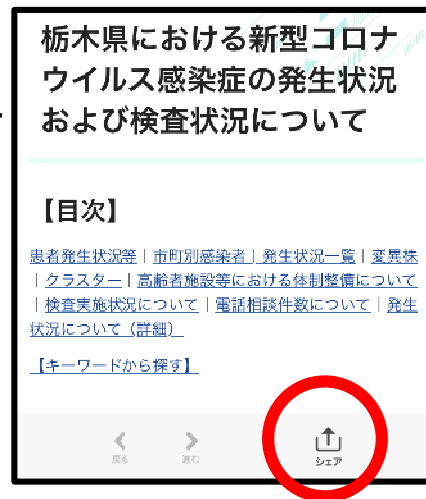 栃木県における新型コロナ
ウイルス感染症の発生状況
および検査状況について
【目次】
患者発生状況等｜市町別感染者｜発生状況一覧｜変異株
｜クラスター｜高齢者施設等における体制整備について
｜検査実施状況について｜電話相談件数について｜発生
状況について（詳細）
【キーワードから探す】
戻る 進む シェア